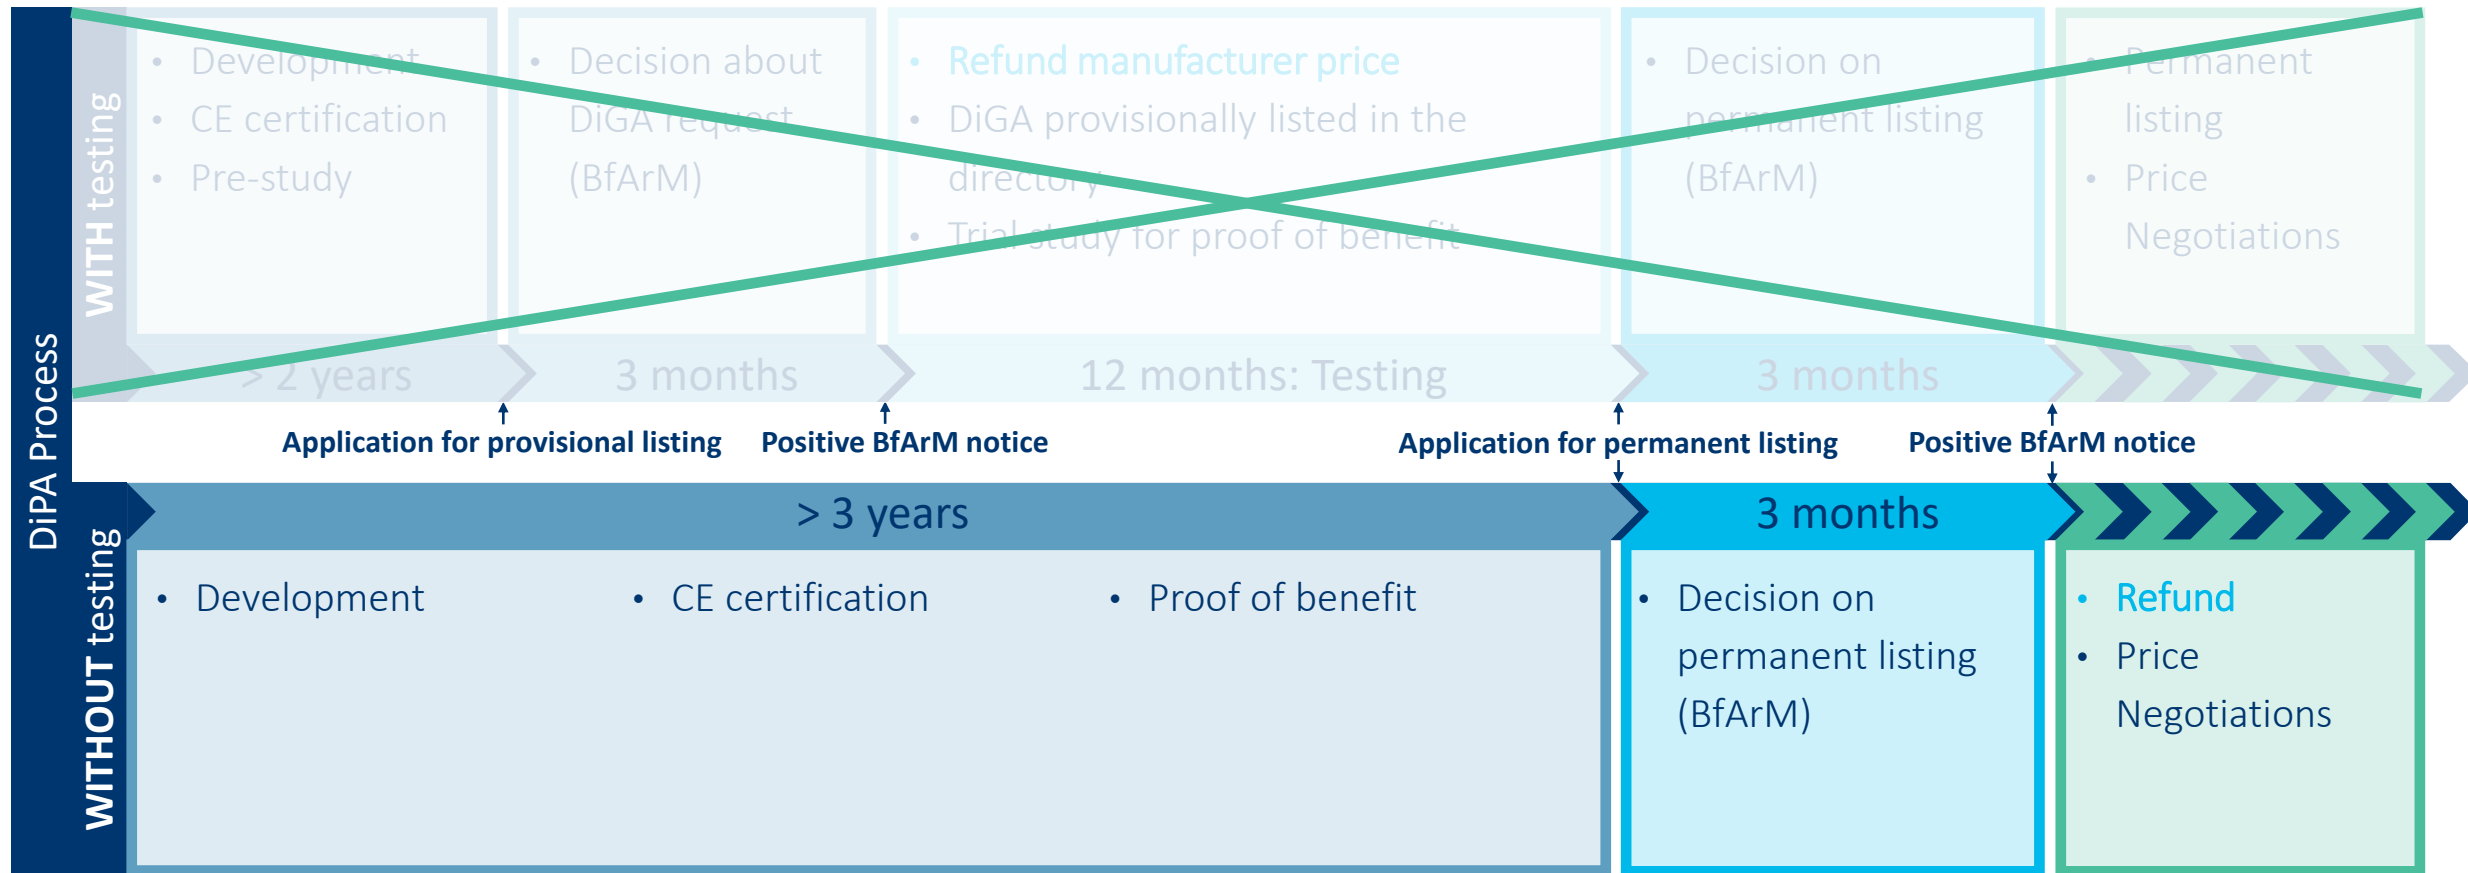 DiPA Process
WITH testing
• Development
• CE certification
• Pre-study
• Decision about
DiGA request
(BfArM)
• Refund manufacturer price
• DiGA provisionally listed in the
directory
• Trial study for proof of benefit
• Decision on
permanent listing
(BfArM)
• Permanent
listing
• Price
Negotiations
> 2 years
3 months
12 months: Testing
3 months
Application for provisional listing
Positive BfArM notice
Application for permanent listing
Positive BfArM notice
WITHOUT testing
> 3 years
3 months
• Development
• CE certification
• Proof of benefit
• Decision on
permanent listing
(BfArM)
• Refund
• Price
Negotiations